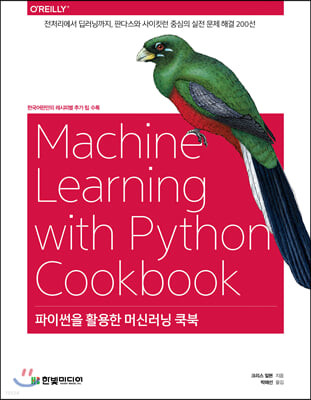 O'REILLY®
전처리에서 딥러닝까지, 판다스와 사이킷런 중심의 실전 문제 해결 200선
한국어판만의 레시피별 추가 팁 수록
Machine
Learning
with Python
Cookbook
파이썬을 활용한 머신러닝 쿡북
한빛미디어
크리스 알본 지음
박해선 옮김